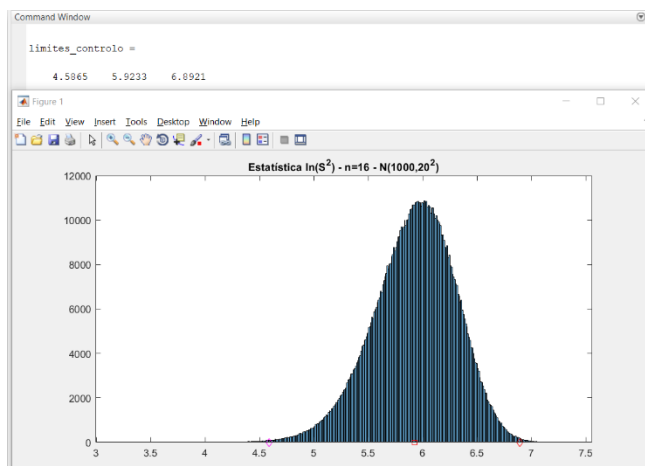 Command Window
limites_controlo =
4.5865 5.9233 6.8921
Figure 1
File Edit View Insert Tools Desktop Window Help
Estatística ln(S²) - n=16 - N(1000,20²)
12000
10000
8000
6000
4000
2000
0
3 3.5 4 4.5 5 5.5 6 6.5 7 7.5